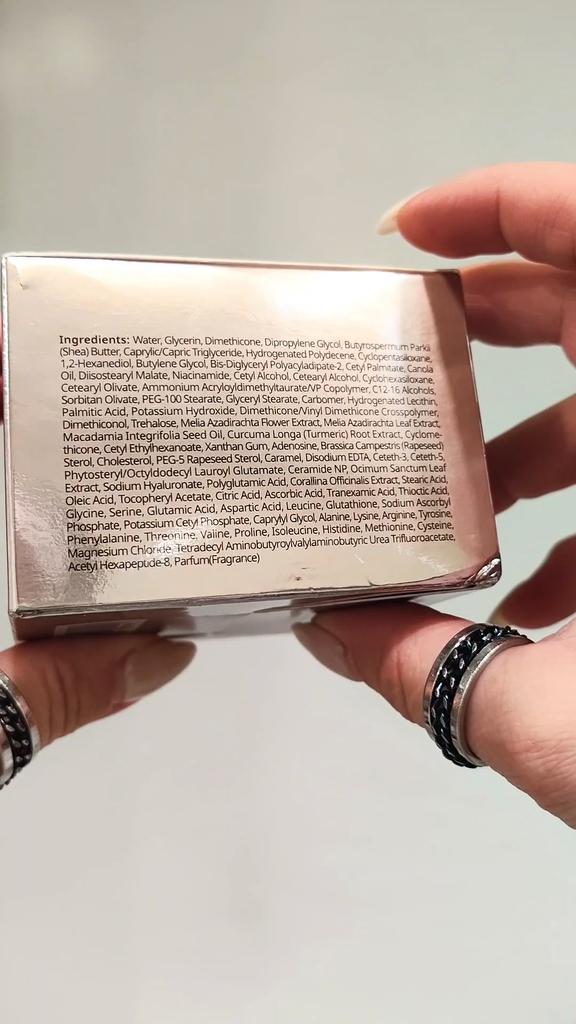 Ingredients: Water, Glycerin, Dimethicone, Dipropylene Glycol, Butyrospermum Parkii
(Shea) Butter, Caprylic/Capric Triglyceride, Hydrogenated Polydecene, Cyclopentasiloxane,
1,2-Hexanediol, Butylene Glycol, Bis-Diglyceryl Polyacyladipate-2, Cetyl Palmitate, Canola
Oil, Diisostearyl Malate, Niacinamide, Cetyl Alcohol, Cetearyl Alcohol, Cyclohexasiloxane,
Cetearyl Olivate, Ammonium Acryloyldimethyltaurate/VP Copolymer, C12-16 Alcohols,
Sorbitan Olivate, PEG-100 Stearate, Glyceryl Stearate, Carbomer, Hydrogenated Lecithin,
Palmitic Acid, Potassium Hydroxide, Dimethicone/Vinyl Dimethicone Crosspolymer,
Dimethiconol, Trehalose, Melia Azadirachta Flower Extract, Melia Azadirachta Leaf Extract,
Macadamia Integrifolia Seed Oil, Curcuma Longa (Turmeric) Root Extract, Cyclome-
thicone, Cetyl Ethylhexanoate, Xanthan Gum, Adenosine, Brassica Campestris (Rapeseed)
Sterol, Cholesterol, PEG-5 Rapeseed Sterol, Caramel, Disodium EDTA, Ceteth-3, Ceteth-5,
Phytosteryl/Octyldodecyl Lauroyl Glutamate, Ceramide NP, Ocimum Sanctum Leaf
Extract, Sodium Hyaluronate, Polyglutamic Acid, Corallina Officinalis Extract, Stearic Acid,
Oleic Acid, Tocopheryl Acetate, Citric Acid, Ascorbic Acid, Tranexamic Acid, Thioctic Acid,
Glycine, Serine, Glutamic Acid, Aspartic Acid, Leucine, Glutathione, Sodium Ascorbyl
Phosphate, Potassium Cetyl Phosphate, Caprylyl Glycol, Alanine, Lysine, Arginine, Tyrosine,
Phenylalanine, Threonine, Valine, Proline, Isoleucine, Histidine, Methionine, Cysteine,
Magnesium Chloride, Tetradecyl Aminobutyroylvalylaminobutyric Urea Trifluoroacetate,
Acetyl Hexapeptide-8, Parfum(Fragrance)